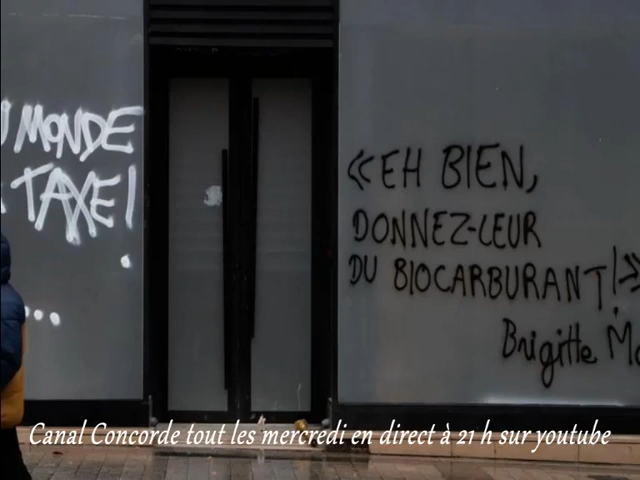 MONDE
TAXE!
...
«EH BIEN,
DONNEZ-LEUR
DU BIOCARBURANT!»
Brigitte
Canal Concorde tout les mercredi en direct à 21 h sur youtube